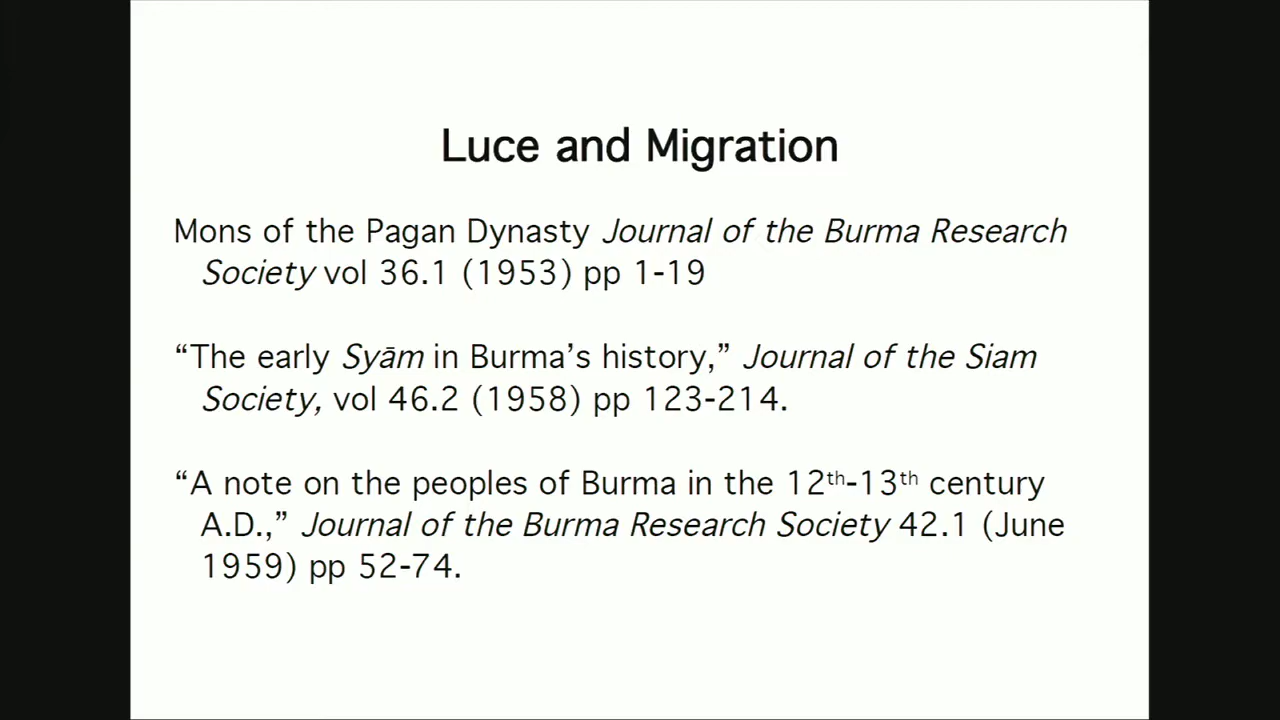 Luce and Migration
Mons of the Pagan Dynasty Journal of the Burma Research
Society vol 36.1 (1953) pp 1-19
“The early Syām in Burma’s history,” Journal of the Siam
Society, vol 46.2 (1958) pp 123-214.
“A note on the peoples of Burma in the 12th-13th century
A.D.,” Journal of the Burma Research Society 42.1 (June
1959) pp 52-74.